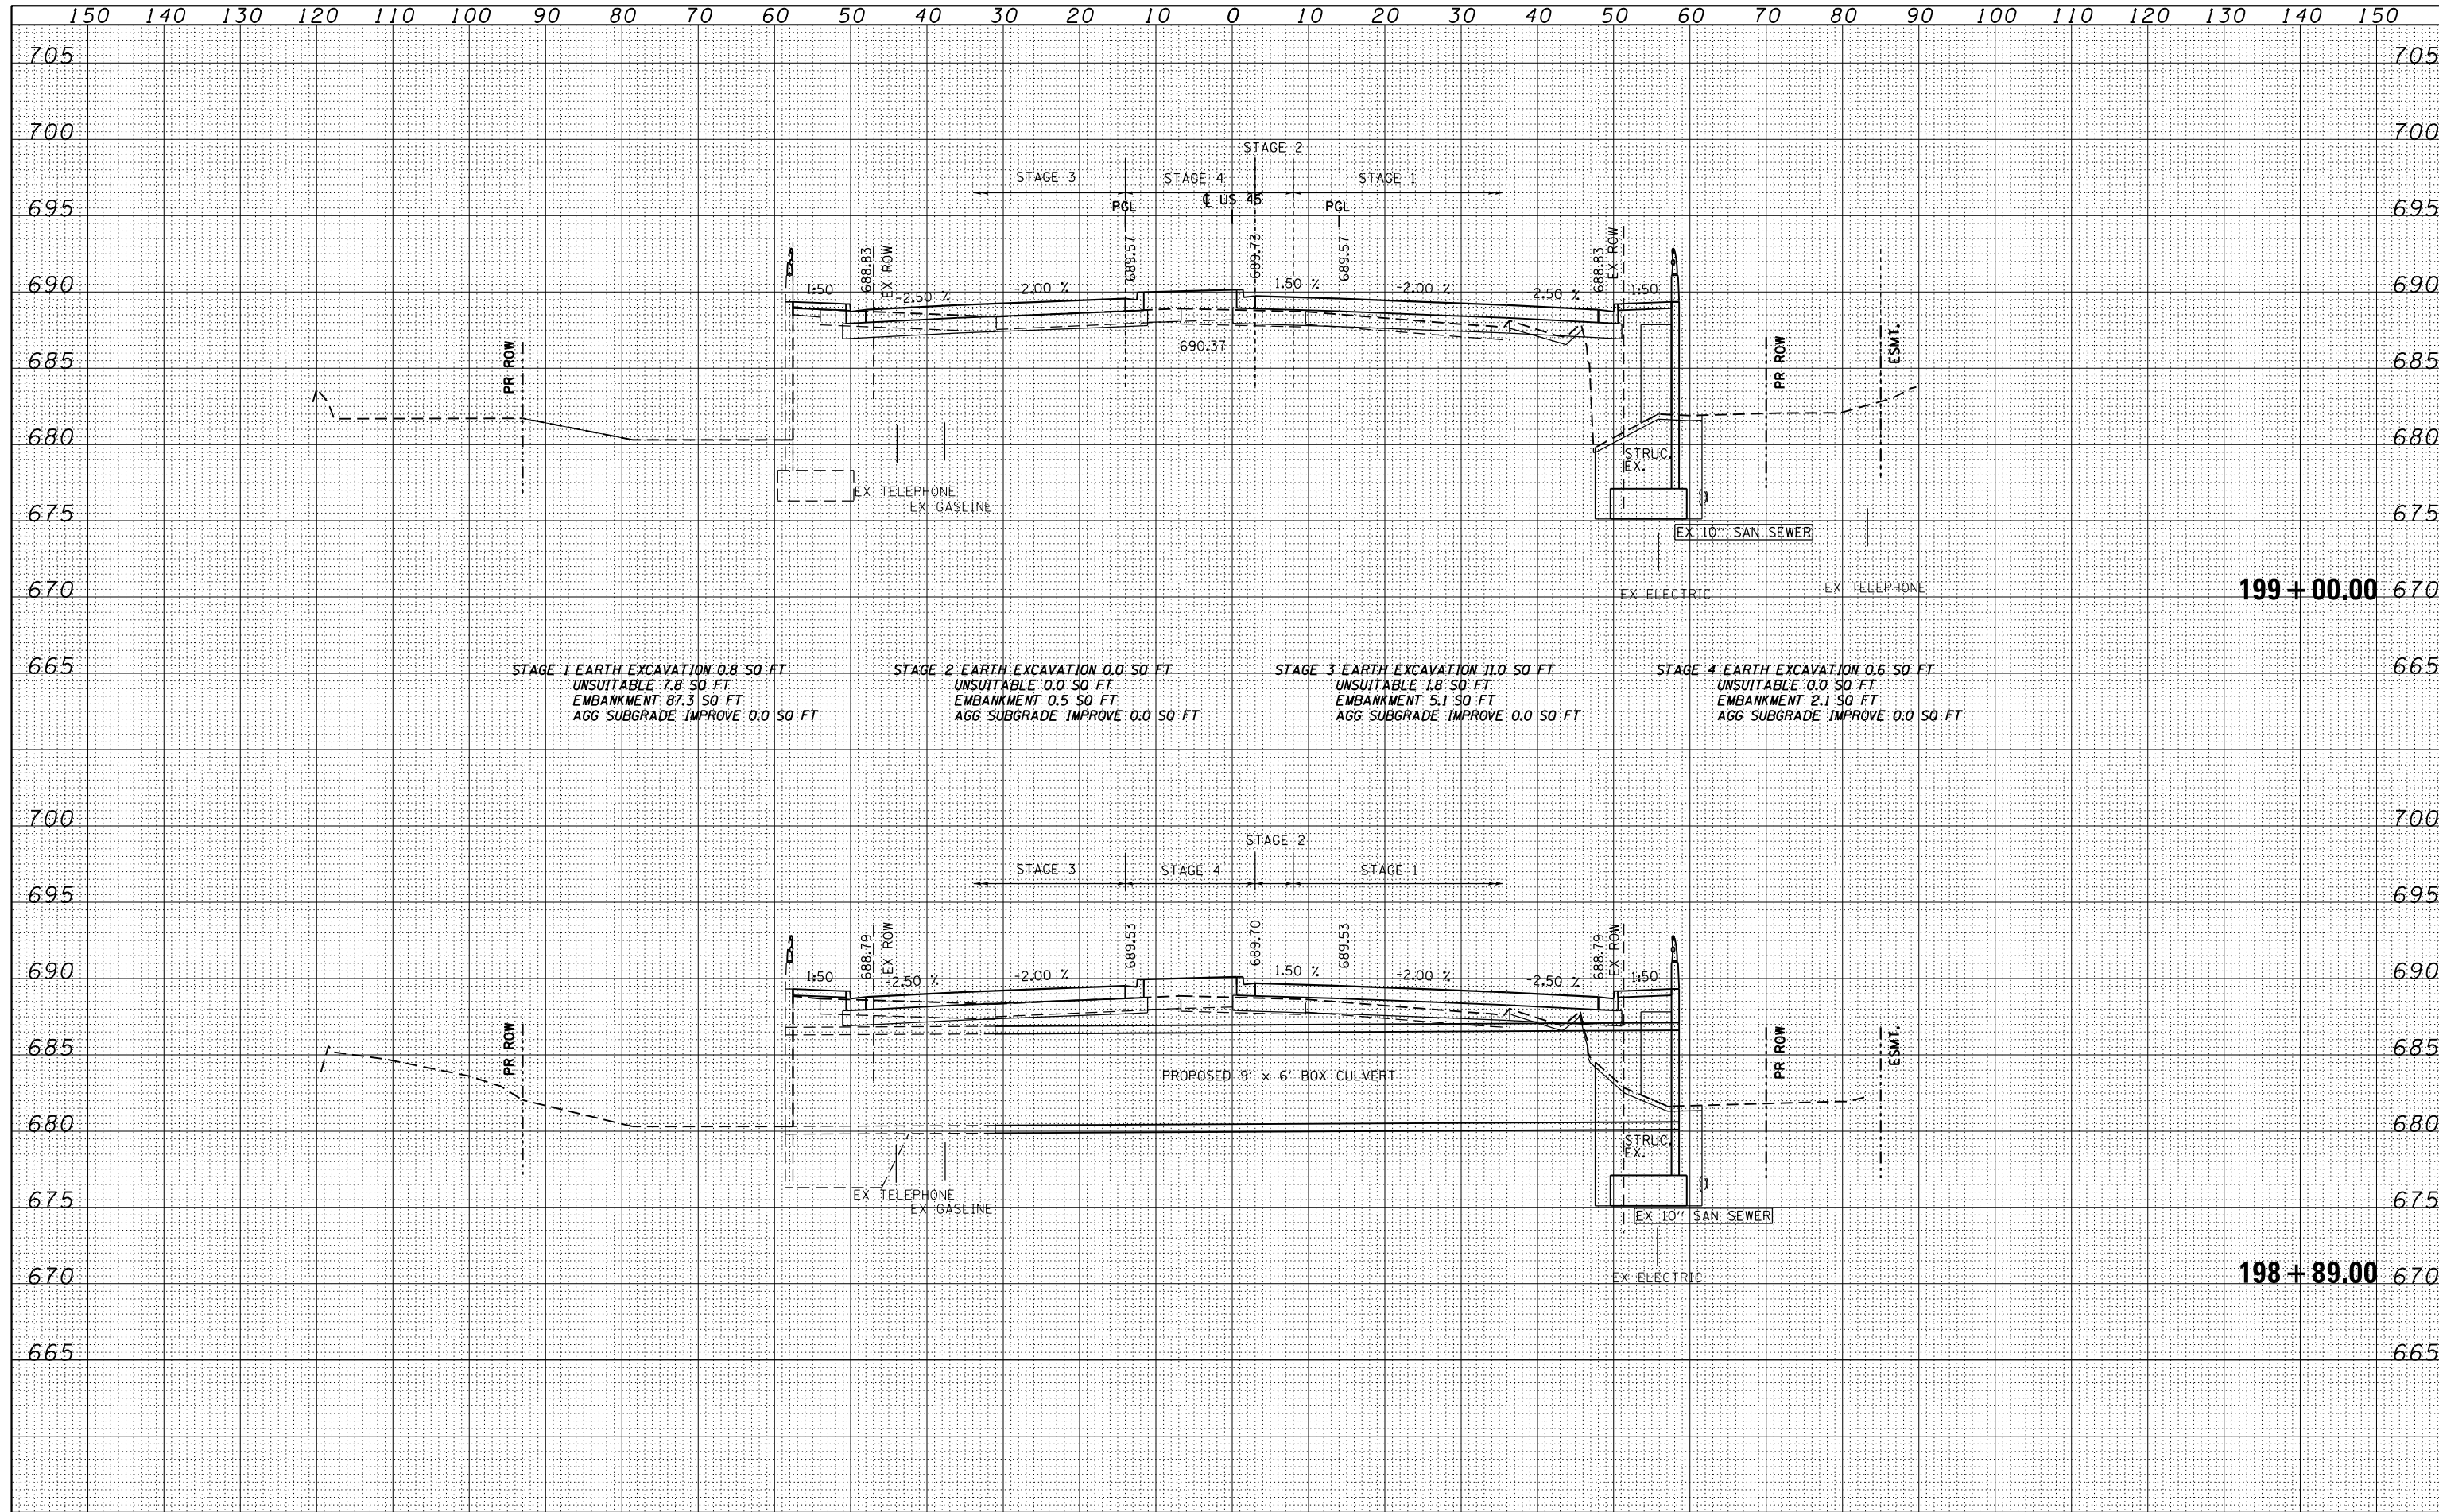 150 140 130 120 110 100 90 80 70 60 50 40 30 20 10 0 10 20 30 40 50 60 70 80 90 100 110 120 130 140 150
705 705
700 700
STAGE 2
STAGE 3 STAGE 4 STAGE 1
695 695
PGL ℄ US 45 PGL
688.83 EX ROW 689.57 689.73 689.57 688.83 EX ROW
690 690
1:50 -2.50 % -2.00 % 1.50 % -2.00 % -2.50 % 1:50
690.37
685 685
PR ROW PR ROW ESMT.
680 680
STRUC.
EX.
EX TELEPHONE
EX GASLINE
675 675
EX 10" SAN SEWER
670 670
EX ELECTRIC EX TELEPHONE
199+00.00
665 665
STAGE 1 EARTH EXCAVATION 0.8 SQ FT
UNSUITABLE 7.8 SQ FT
EMBANKMENT 87.3 SQ FT
AGG SUBGRADE IMPROVE 0.0 SQ FT
STAGE 2 EARTH EXCAVATION 0.0 SQ FT
UNSUITABLE 0.0 SQ FT
EMBANKMENT 0.5 SQ FT
AGG SUBGRADE IMPROVE 0.0 SQ FT
STAGE 3 EARTH EXCAVATION 11.0 SQ FT
UNSUITABLE 1.8 SQ FT
EMBANKMENT 5.1 SQ FT
AGG SUBGRADE IMPROVE 0.0 SQ FT
STAGE 4 EARTH EXCAVATION 0.6 SQ FT
UNSUITABLE 0.0 SQ FT
EMBANKMENT 2.1 SQ FT
AGG SUBGRADE IMPROVE 0.0 SQ FT
700 700
STAGE 2
STAGE 3 STAGE 4 STAGE 1
695 695
688.79 EX ROW 689.53 689.70 689.53 688.79 EX ROW
690 690
1:50 -2.50 % -2.00 % 1.50 % -2.00 % -2.50 % 1:50
685 685
PR ROW PR ROW ESMT.
PROPOSED 9' x 6' BOX CULVERT
680 680
STRUC.
EX.
EX TELEPHONE
EX GASLINE
675 675
EX 10" SAN SEWER
670 670
EX ELECTRIC
198+89.00
665 665